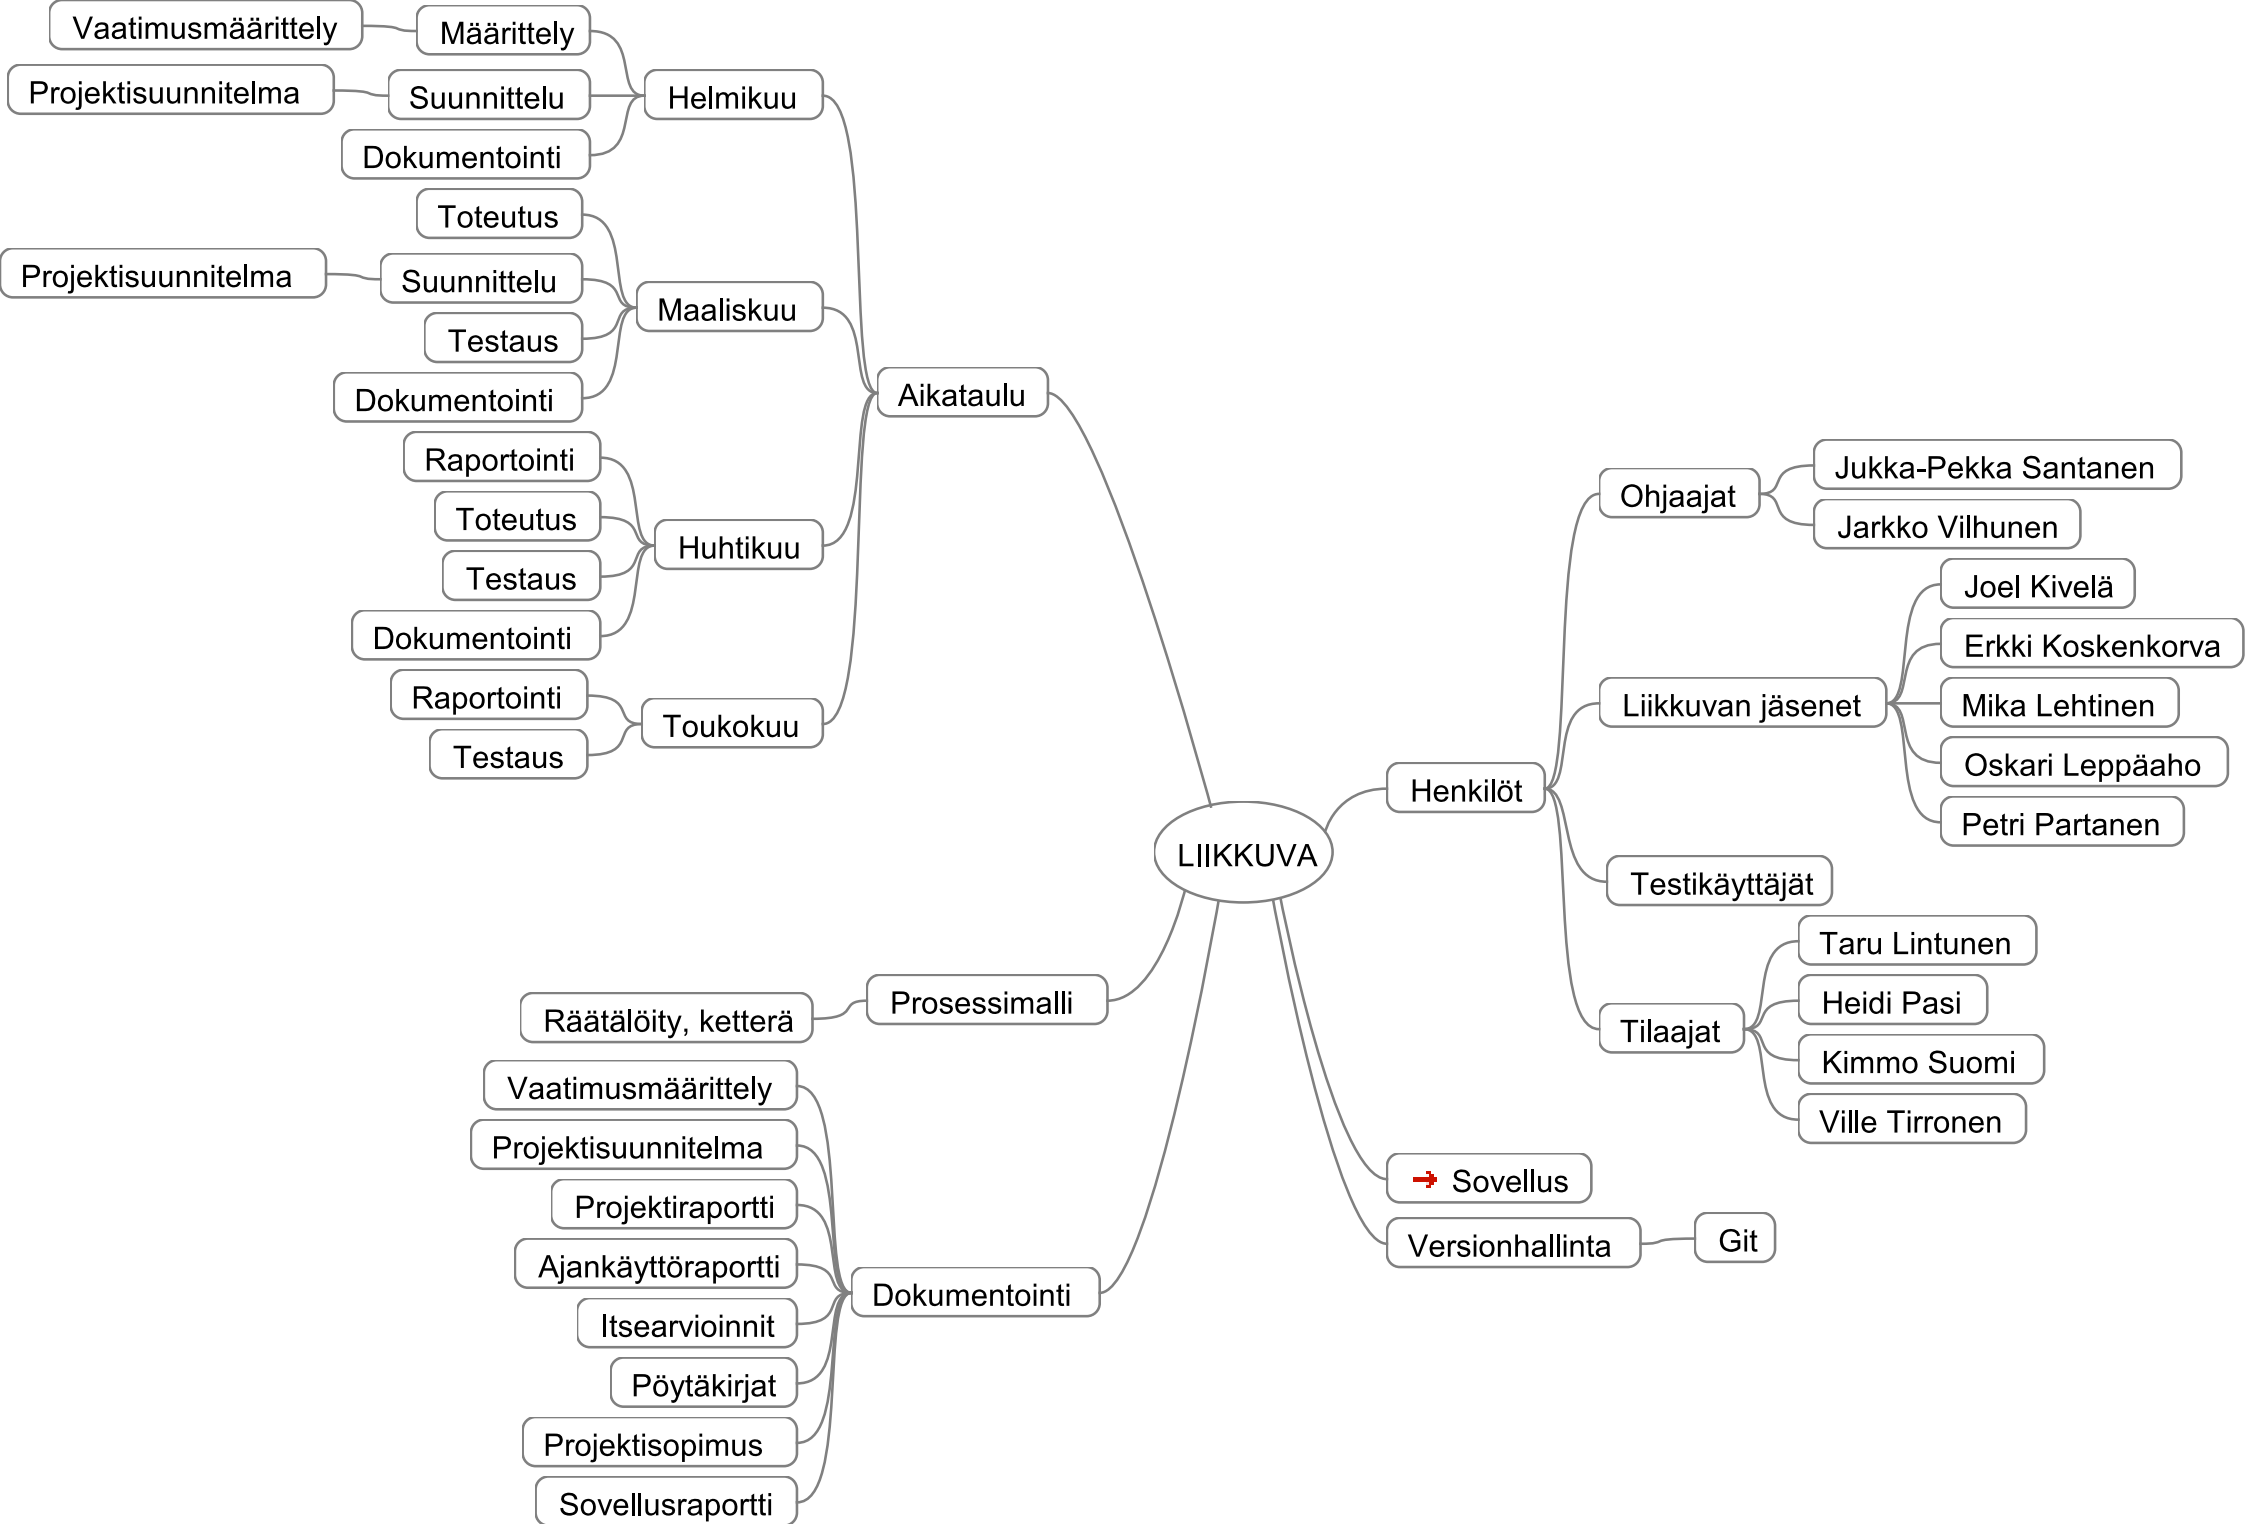 Vaatimusmäärittely
Määrittely
Projektisuunnitelma
Suunnittelu
Helmikuu
Dokumentointi
Toteutus
Projektisuunnitelma
Suunnittelu
Maaliskuu
Testaus
Dokumentointi
Aikataulu
Raportointi
Toteutus
Huhtikuu
Testaus
Dokumentointi
Raportointi
Toukokuu
Testaus
LIIKKUVA
Henkilöt
Ohjaajat
Jukka-Pekka Santanen
Jarkko Vilhunen
Liikkuvan jäsenet
Joel Kivelä
Erkki Koskenkorva
Mika Lehtinen
Oskari Leppäaho
Petri Partanen
Testikäyttäjät
Tilaajat
Taru Lintunen
Heidi Pasi
Kimmo Suomi
Ville Tirronen
Sovellus
Versionhallinta
Git
Prosessimalli
Räätälöity, ketterä
Dokumentointi
Vaatimusmäärittely
Projektisuunnitelma
Projektiraportti
Ajankäyttöraportti
Itsearvioinnit
Pöytäkirjat
Projektisopimus
Sovellusraportti